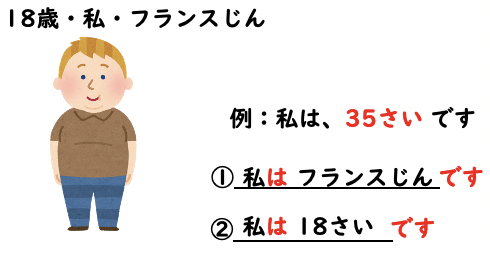 18歳・私・フランスじん
例：私は、35さい です
① 私は フランスじん です
② 私は 18さい です